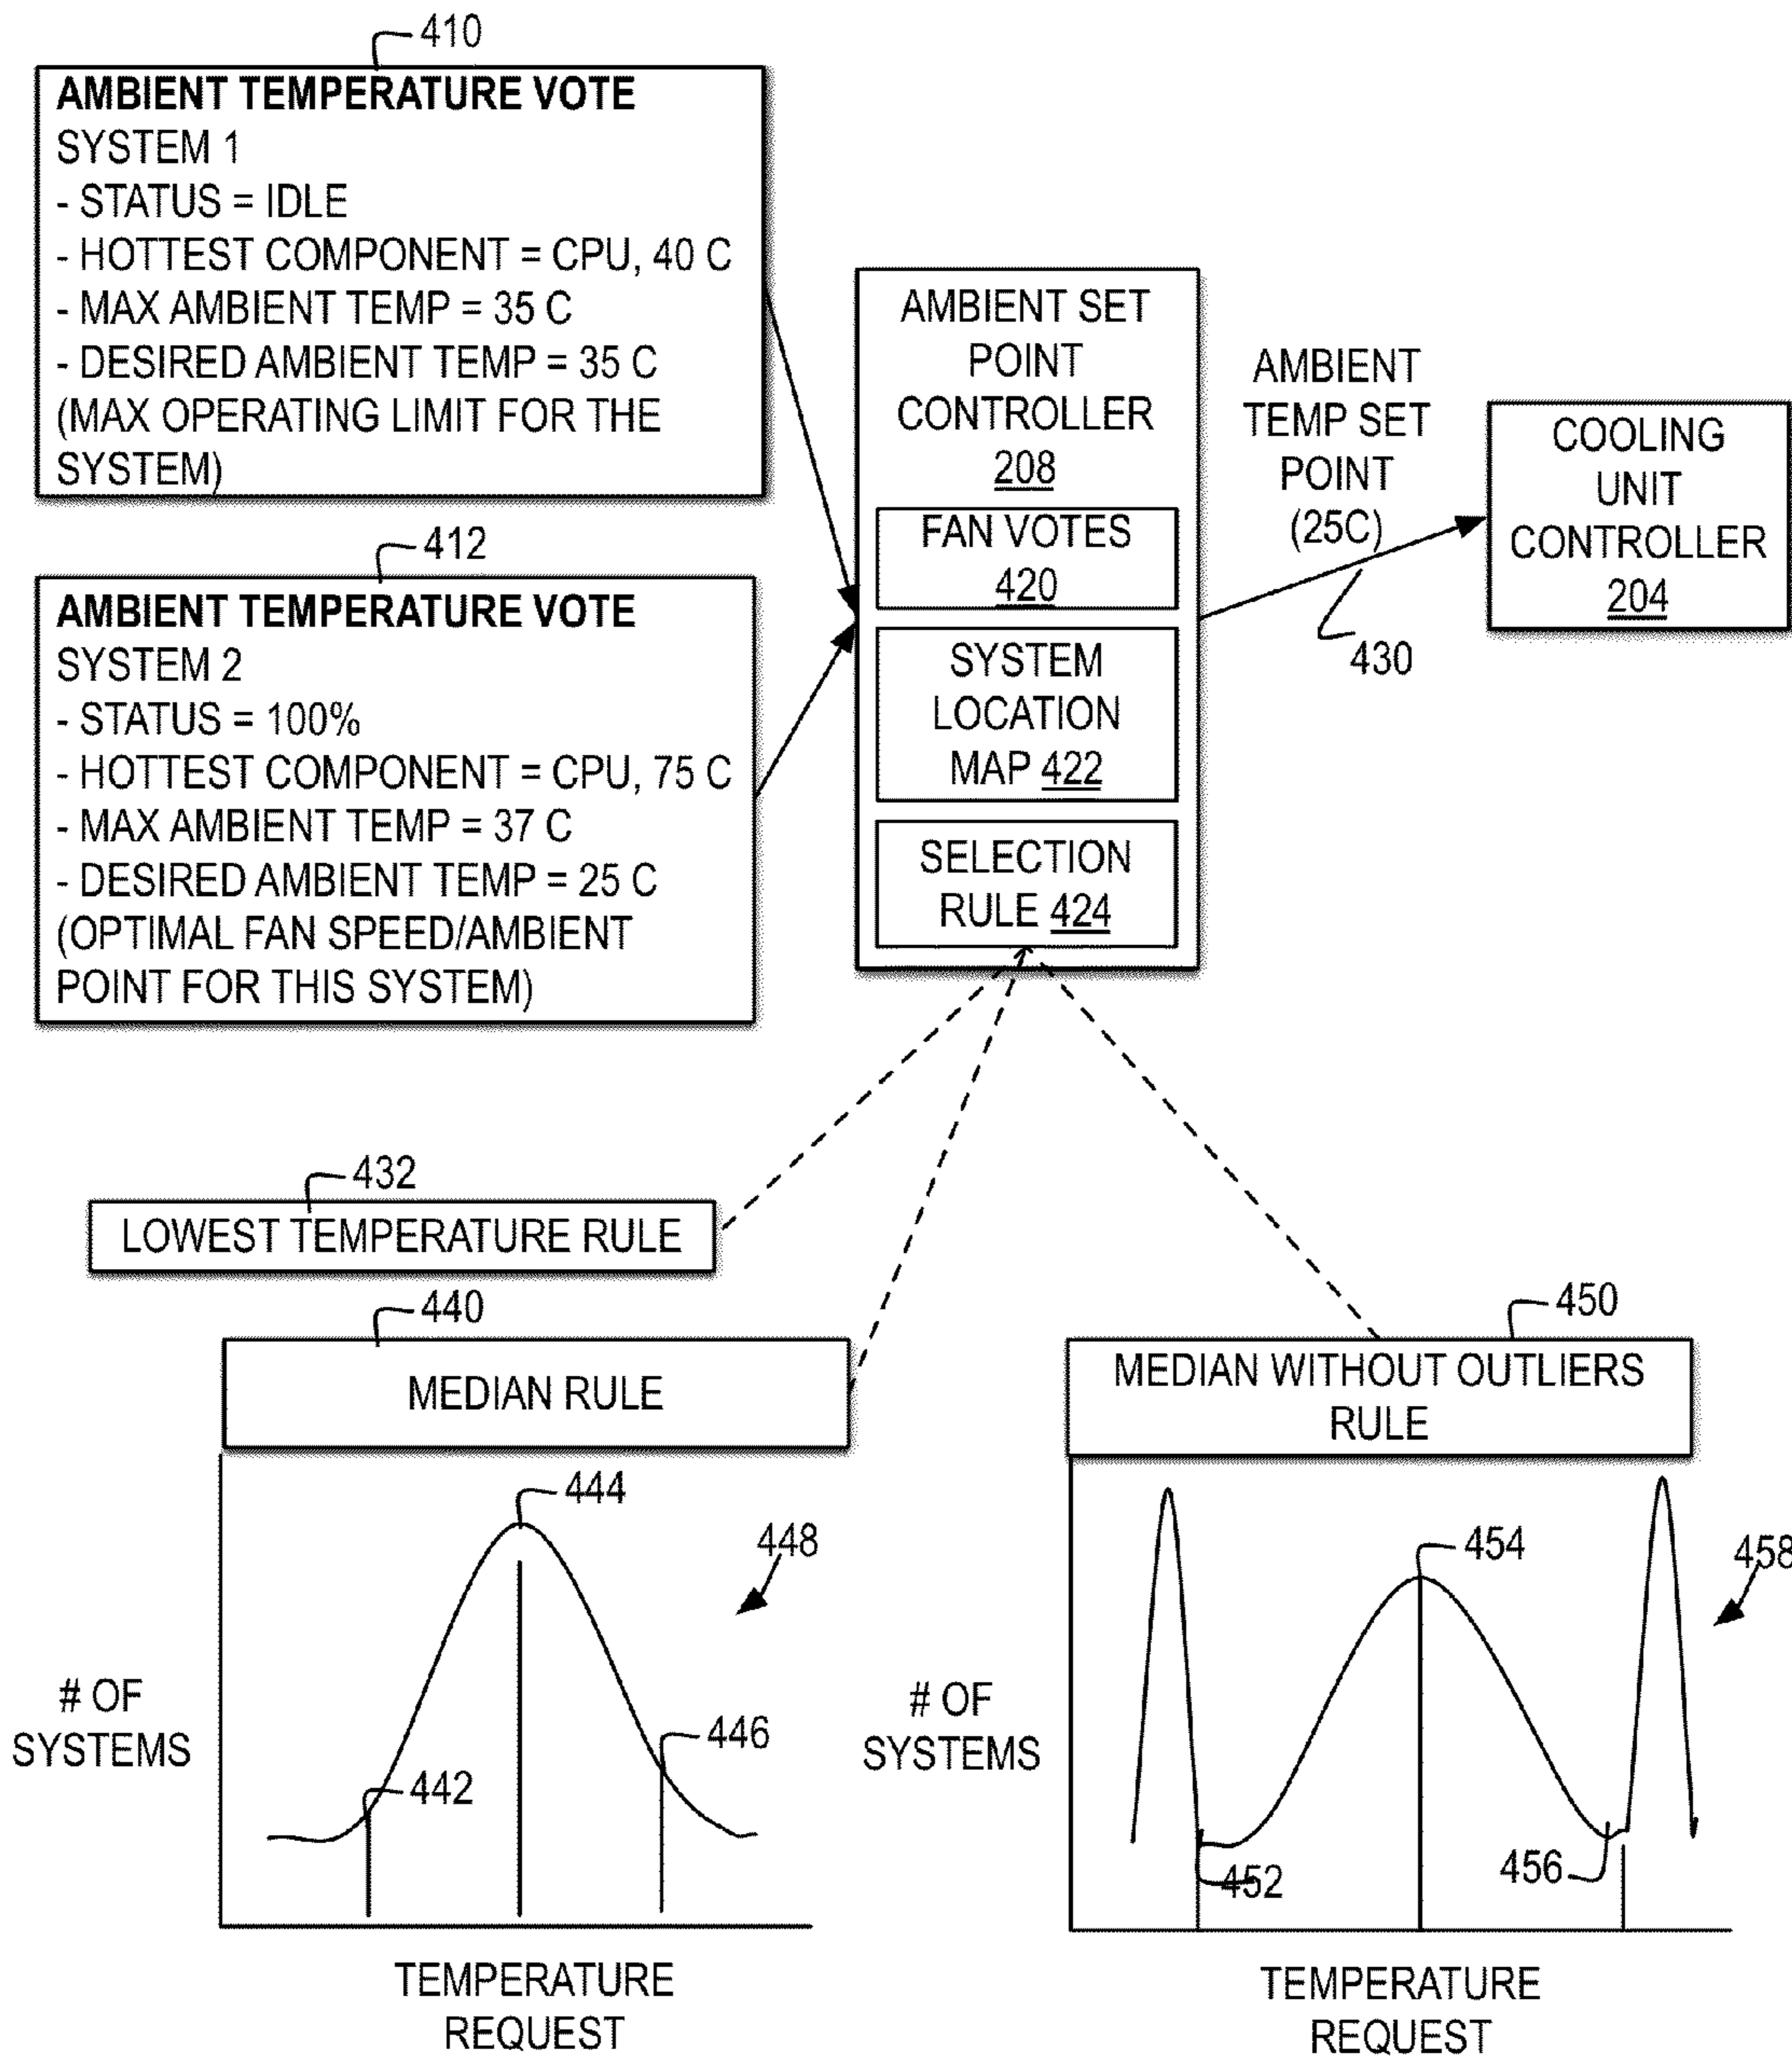 410
AMBIENT TEMPERATURE VOTE
SYSTEM 1
- STATUS = IDLE
- HOTTEST COMPONENT = CPU, 40 C
- MAX AMBIENT TEMP = 35 C
- DESIRED AMBIENT TEMP = 35 C
(MAX OPERATING LIMIT FOR THE
SYSTEM)
412
AMBIENT TEMPERATURE VOTE
SYSTEM 2
- STATUS = 100%
- HOTTEST COMPONENT = CPU, 75 C
- MAX AMBIENT TEMP = 37 C
- DESIRED AMBIENT TEMP = 25 C
(OPTIMAL FAN SPEED/AMBIENT
POINT FOR THIS SYSTEM)
AMBIENT SET
POINT
CONTROLLER
208
FAN VOTES
420
SYSTEM
LOCATION
MAP 422
SELECTION
RULE 424
AMBIENT
TEMP SET
POINT
(25C)
430
COOLING
UNIT
CONTROLLER
204
432
LOWEST TEMPERATURE RULE
440
MEDIAN RULE
444
448
446
442
# OF
SYSTEMS
TEMPERATURE
REQUEST
450
MEDIAN WITHOUT OUTLIERS
RULE
454
458
452
456
# OF
SYSTEMS
TEMPERATURE
REQUEST